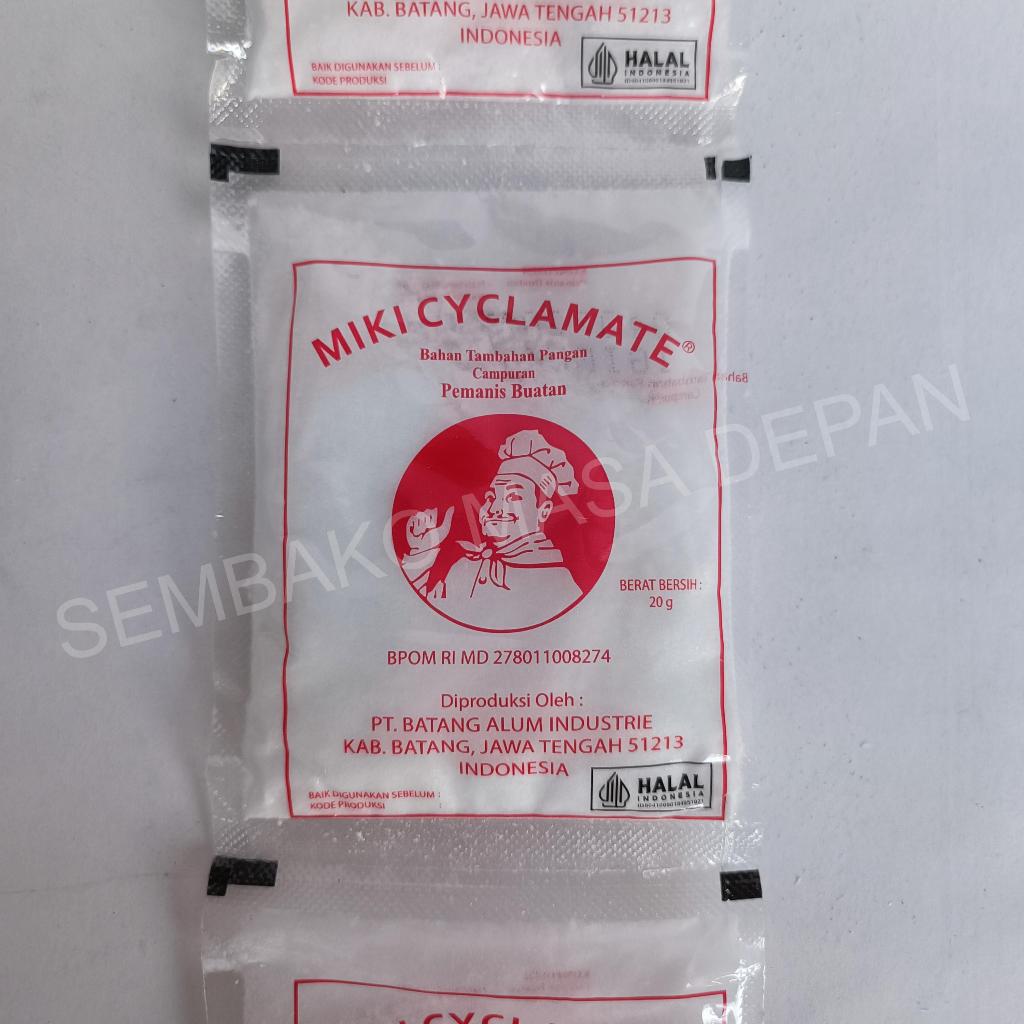 KAB. BATANG, JAWA TENGAH 51213
INDONESIA
BAIK DIGUNAKAN SEBELUM :
KODE PRODUKSI
HALAL
INDONESIA
MIKI CYCLAMATE®
Bahan Tambahan Pangan
Campuran
Pemanis Buatan
SEMBAKO MASA DEPAN
BERAT BERSIH :
20 g
BPOM RI MD 278011008274
Diproduksi Oleh :
PT. BATANG ALUM INDUSTRIE
KAB. BATANG, JAWA TENGAH 51213
INDONESIA
BAIK DIGUNAKAN SEBELUM :
KODE PRODUKSI :
HALAL
INDONESIA